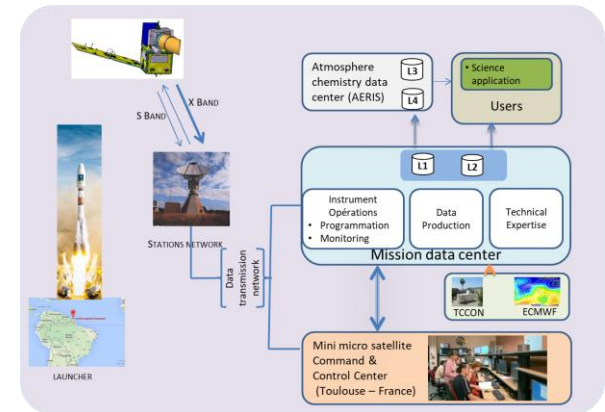 Atmosphere
chemistry data
center (AERIS)
L3
L4
• Science
application
Users
X BAND
S BAND
L1
L2
Instrument
Opérations
• Programmation
• Monitoring
Data
Production
Technical
Expertise
Mission data center
STATIONS NETWORK
Data
transmission
network
TCCON
ECMWF
Mini micro satellite
Command &
Control Center
(Toulouse – France)
LAUNCHER